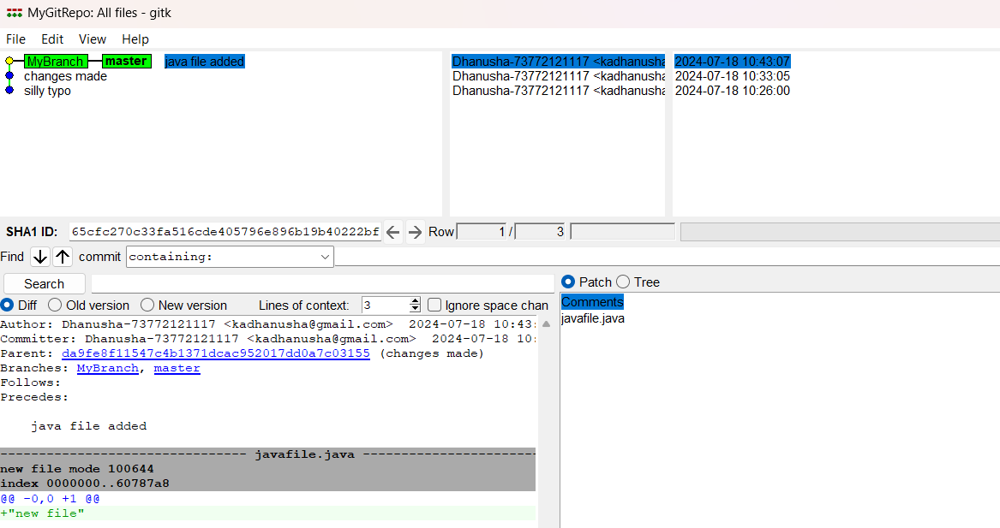 MyGitRepo: All files - gitk
File Edit View Help
MyBranch master java file added Dhanusha-73772121117 <kadhanusha 2024-07-18 10:43:07
changes made Dhanusha-73772121117 <kadhanusha 2024-07-18 10:33:05
silly typo Dhanusha-73772121117 <kadhanusha 2024-07-18 10:26:00
SHA1 ID: 65cfc270c33fa516cde405796e896b19b40222bf Row 1 / 3
Find commit containing:
Search
Patch Tree
Diff Old version New version Lines of context: 3 Ignore space chan
Comments
javafile.java
Author: Dhanusha-73772121117 <kadhanusha@gmail.com> 2024-07-18 10:43:
Committer: Dhanusha-73772121117 <kadhanusha@gmail.com> 2024-07-18 10:
Parent: da9fe8f11547c4b1371dcac952017dd0a7c03155 (changes made)
Branches: MyBranch, master
Follows:
Precedes:
java file added
-------------------------------- javafile.java -----------------------
new file mode 100644
index 0000000..60787a8
@@ -0,0 +1 @@
+"new file"